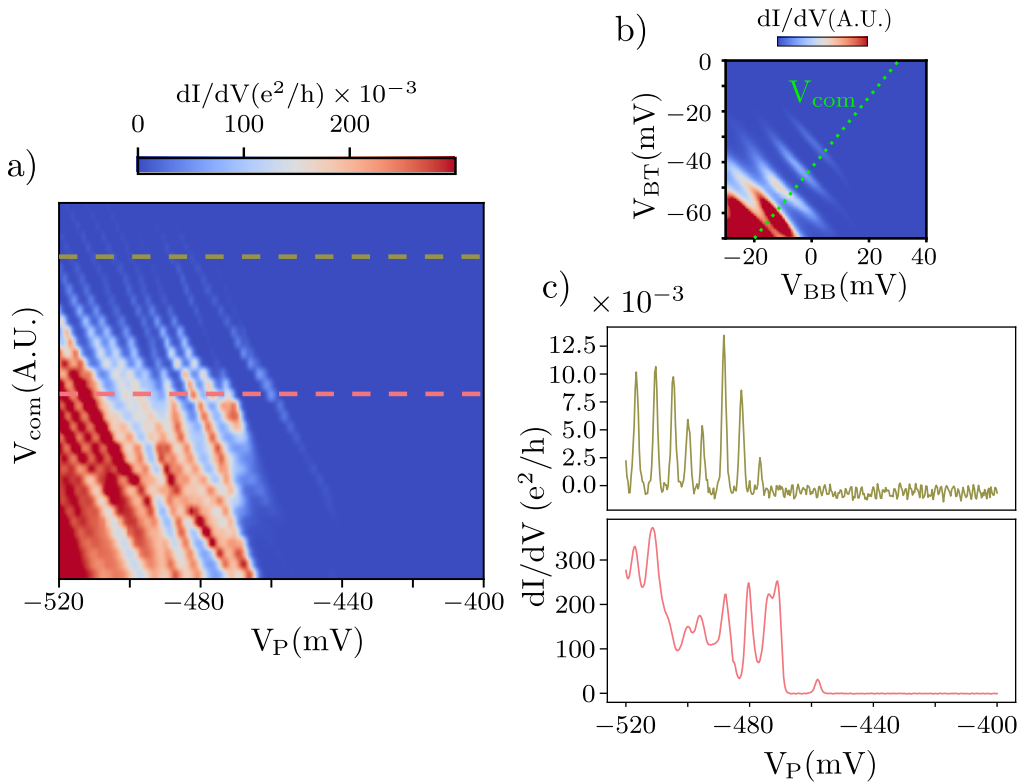 a)
dI/dV(e²/h) × 10⁻³
0 100 200
V_com(A.U.)
−520 −480 −440 −400
V_P(mV)
b)
dI/dV(A.U.)
V_com
0
−20
−40
−60
V_BT(mV)
−20 0 20 40
V_BB(mV)
c)
× 10⁻³
12.5
10.0
7.5
5.0
2.5
0.0
300
200
100
0
dI/dV (e²/h)
−520 −480 −440 −400
V_P(mV)